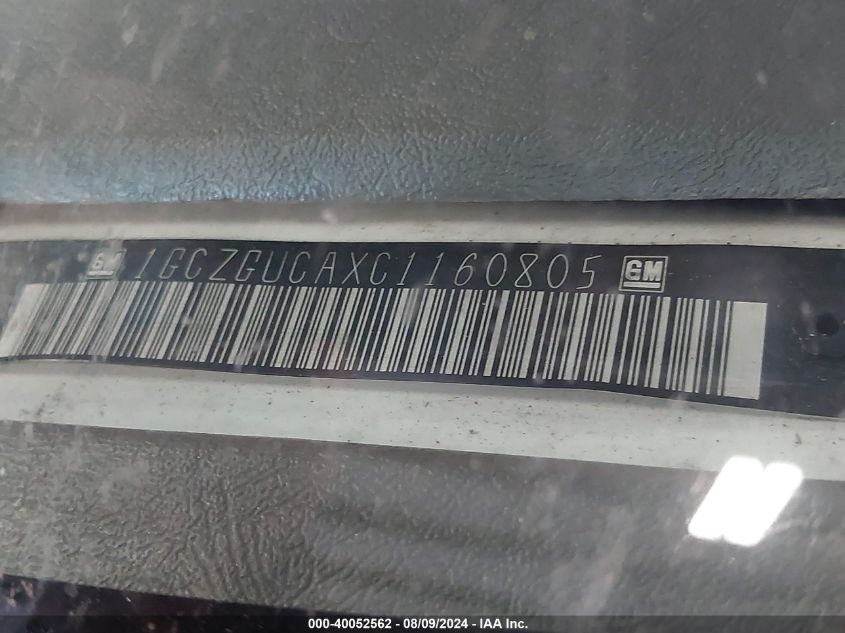 GM 1GCZGUCAXC1160805 GM
000-40052562 - 08/09/2024 - IAA Inc.